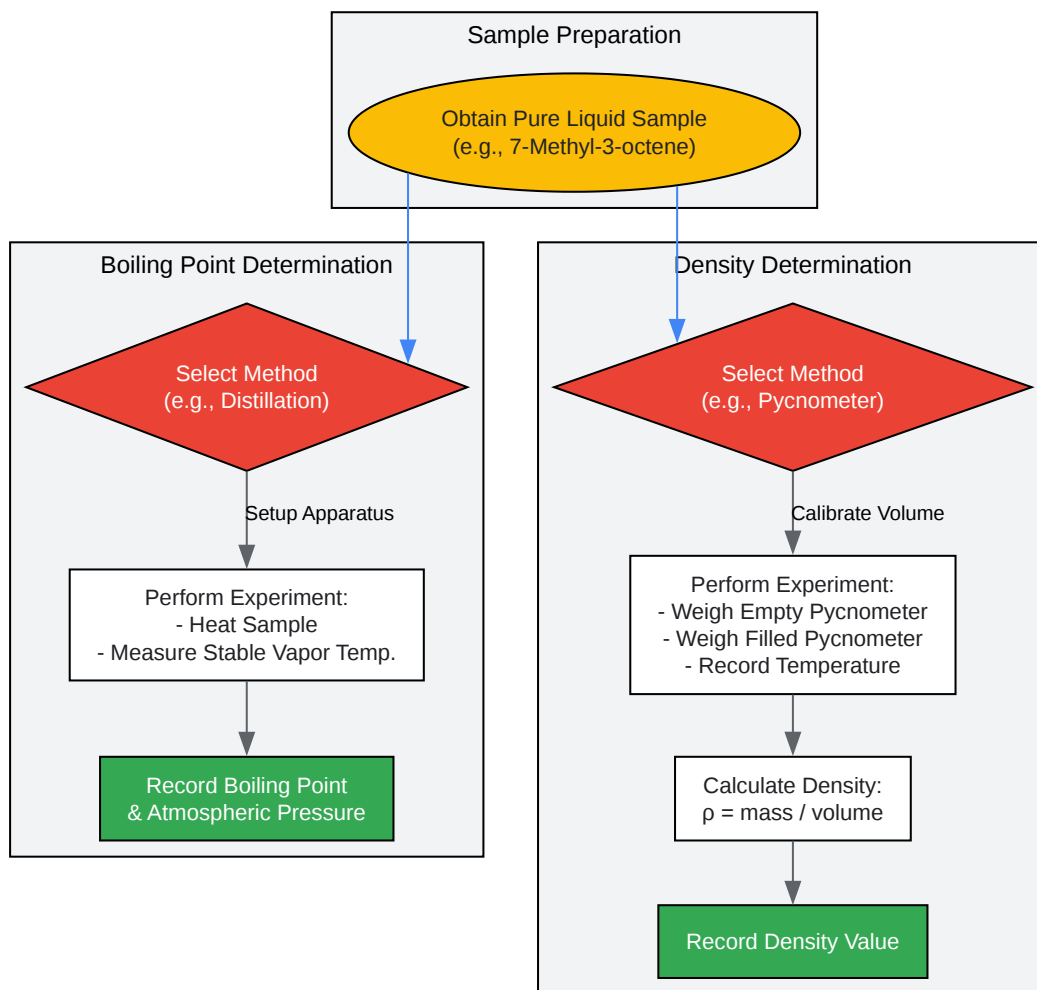 Sample Preparation
Obtain Pure Liquid Sample
(e.g., 7-Methyl-3-octene)
Boiling Point Determination
Select Method
(e.g., Distillation)
Setup Apparatus
Perform Experiment:
- Heat Sample
- Measure Stable Vapor Temp.
Record Boiling Point
& Atmospheric Pressure
Density Determination
Select Method
(e.g., Pycnometer)
Calibrate Volume
Perform Experiment:
- Weigh Empty Pycnometer
- Weigh Filled Pycnometer
- Record Temperature
Calculate Density:
ρ = mass / volume
Record Density Value